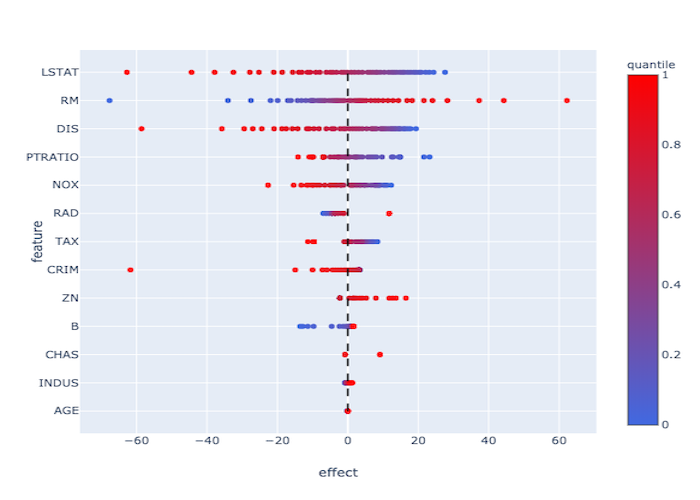 quantile
LSTAT
RM
DIS
PTRATIO
NOX
RAD
TAX
CRIM
ZN
B
CHAS
INDUS
AGE
feature
−60 −40 −20 0 20 40 60
effect
1
0.8
0.6
0.4
0.2
0